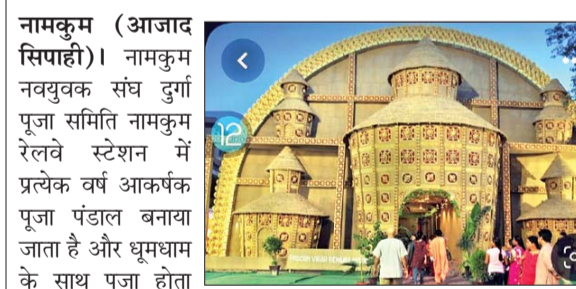 नामकुम (आजाद
सिपाही)। नामकुम
नवयुवक संघ दुर्गा
पूजा समिति नामकुम
रेलवे स्टेशन में
प्रत्येक वर्ष आकर्षक
पूजा पंडाल बनाया
जाता है और धूमधाम
के साथ पूजा होता
12